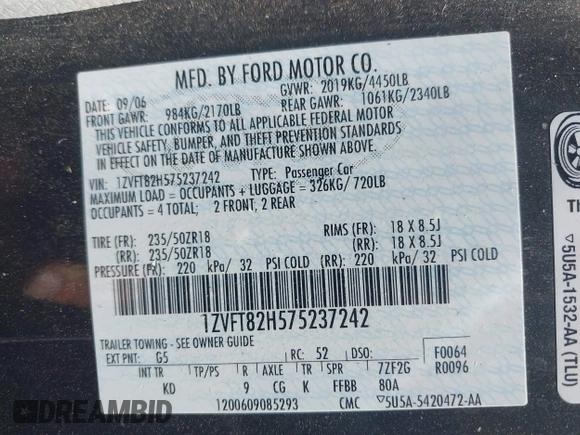 MFD. BY FORD MOTOR CO.
DATE: 09/06 GVWR: 2019KG/4450LB
FRONT GAWR: 984KG/2170LB REAR GAWR: 1061KG/2340LB
THIS VEHICLE CONFORMS TO ALL APPLICABLE FEDERAL MOTOR
VEHICLE SAFETY, BUMPER, AND THEFT PREVENTION STANDARDS
IN EFFECT ON THE DATE OF MANUFACTURE SHOWN ABOVE.
VIN: 1ZVFT82H575237242 TYPE: Passenger Car
MAXIMUM LOAD = OCCUPANTS + LUGGAGE = 326KG/720LB
OCCUPANTS = 4 TOTAL; 2 FRONT, 2 REAR
TIRE (FR): 235/50ZR18 RIMS (FR): 18 X 8.5J
(RR): 235/50ZR18 (RR): 18 X 8.5J
PRESSURE (FR): 220 kPa/ 32 PSI COLD (RR): 220 kPa/ 32 PSI COLD
1ZVFT82H575237242
TRAILER TOWING - SEE OWNER GUIDE
EXT PNT: G5 RC: 52 DSO: F0064
INT TR TP/PS R AXLE TR SPR 7ZF2G R0096
KD 9 CG K FFBB 80A
1200609085293 CMC ▽5U5A-5420472-AA
TH
▽5U5A-1532-AA (TLU)
DREAMBID